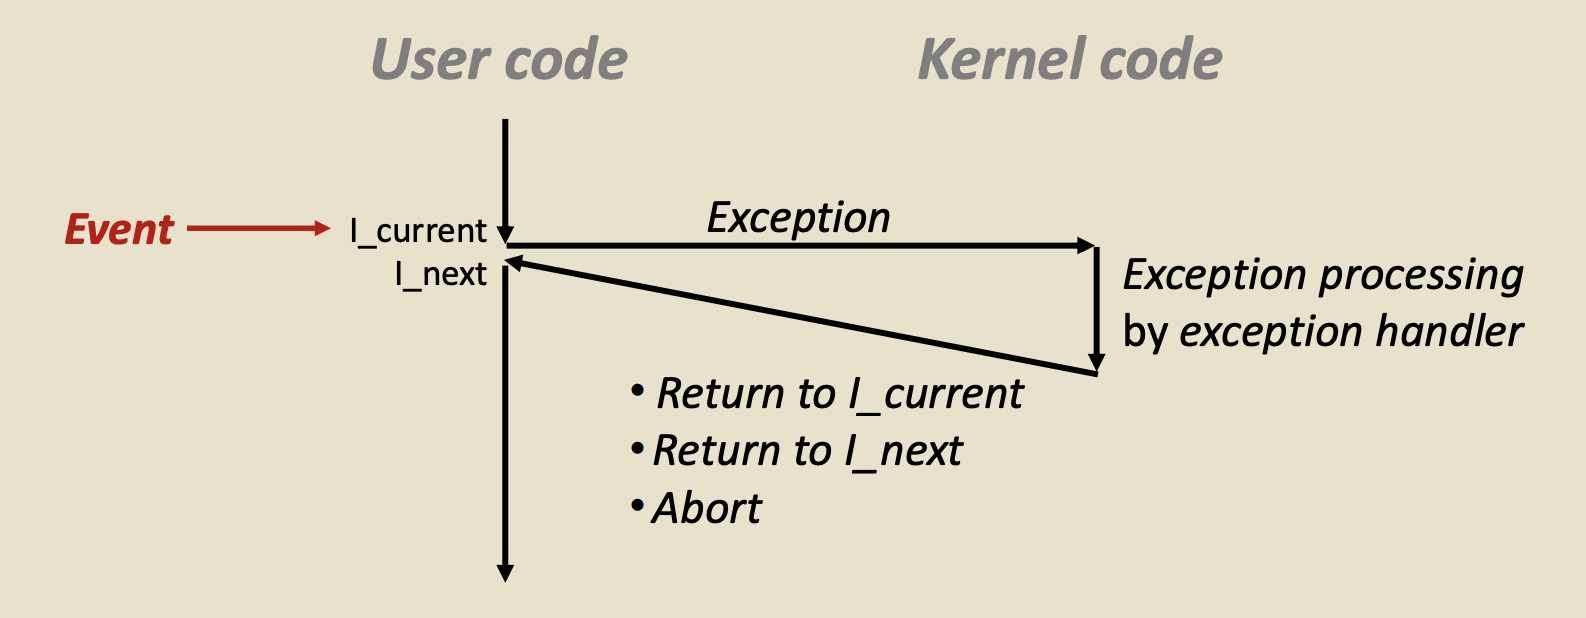 User code
Kernel code
Event
I_current
Exception
I_next
Exception processing
by exception handler
• Return to I_current
• Return to I_next
• Abort